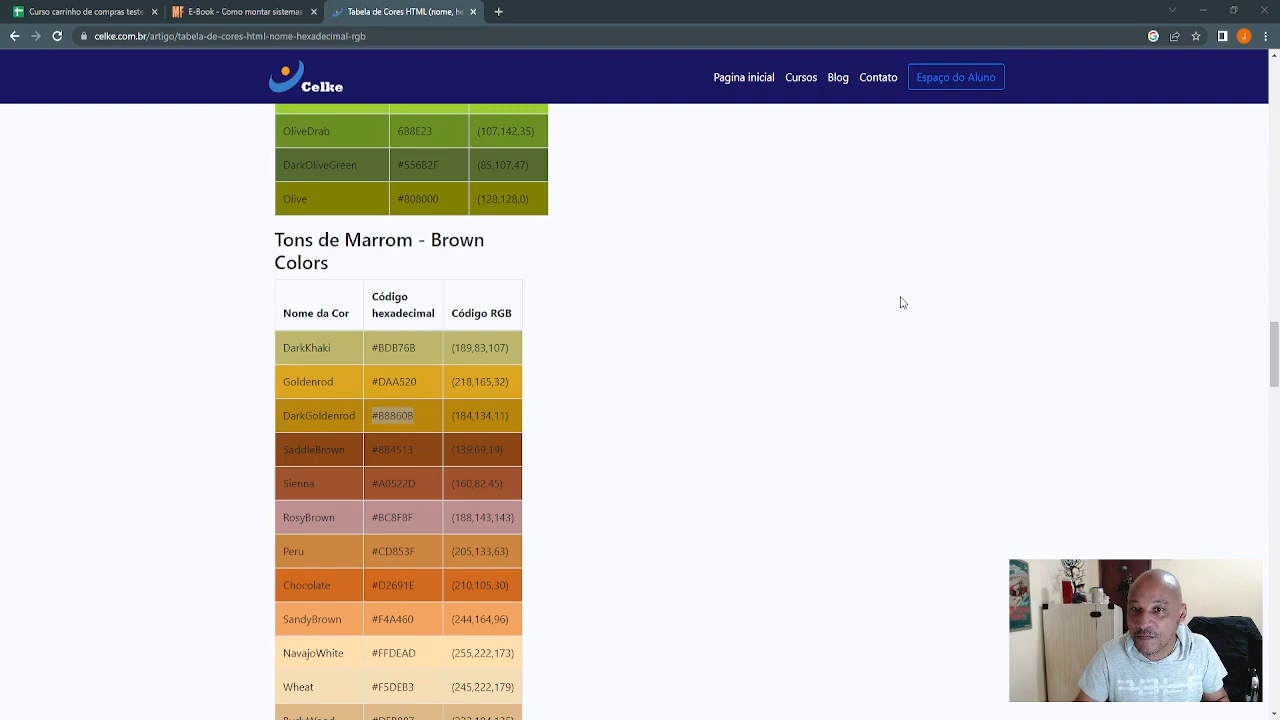 Curso carrinho de compras teste
E-Book - Como montar sistemas
Tabela de Cores HTML (nome, he
celke.com.br/artigo/tabela-de-cores-html-nome-hexadecimal-rgb
J
Celke
Pagina inicial Cursos Blog Contato Espaço do Aluno
OliveDrab 6B8E23 (107,142,35)
DarkOliveGreen #556B2F (85,107,47)
Olive #808000 (128,128,0)
Tons de Marrom - Brown
Colors
Nome da Cor Código hexadecimal Código RGB
DarkKhaki #BDB76B (189,83,107)
Goldenrod #DAA520 (218,165,32)
DarkGoldenrod #B8860B (184,134,11)
SaddleBrown #8B4513 (139,69,19)
Sienna #A0522D (160,82,45)
RosyBrown #BC8F8F (188,143,143)
Peru #CD853F (205,133,63)
Chocolate #D2691E (210,105,30)
SandyBrown #F4A460 (244,164,96)
NavajoWhite #FFDEAD (255,222,173)
Wheat #F5DEB3 (245,222,179)